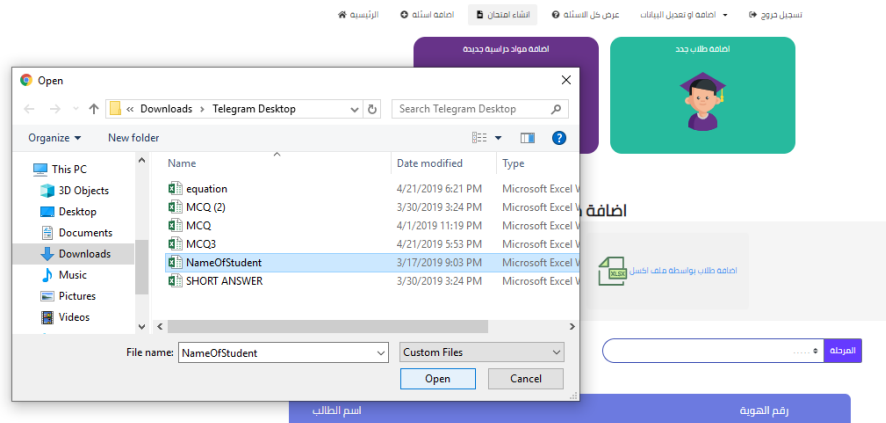 تسجيل خروج
اضافة او تعديل البيانات
عرض كل الاسئلة
انشاء امتحان
اضافة اسئلة
الرئيسية
اضافة طلاب جدد
اضافة مواد دراسية جديدة
Open
« Downloads › Telegram Desktop
Search Telegram Desktop
Organize
New folder
This PC
3D Objects
Desktop
Documents
Downloads
Music
Pictures
Videos
Name Date modified Type
equation 4/21/2019 6:21 PM Microsoft Excel
MCQ (2) 3/30/2019 3:24 PM Microsoft Excel
MCQ 4/1/2019 11:19 PM Microsoft Excel
MCQ3 4/21/2019 5:53 PM Microsoft Excel
NameOfStudent 3/17/2019 9:03 PM Microsoft Excel
SHORT ANSWER 3/30/2019 3:24 PM Microsoft Excel
File name: NameOfStudent
Custom Files
Open
Cancel
اضافة
اضافة طلاب بواسطة ملف اكسل
XLSX
المرحلة
.....
رقم الهوية
اسم الطالب